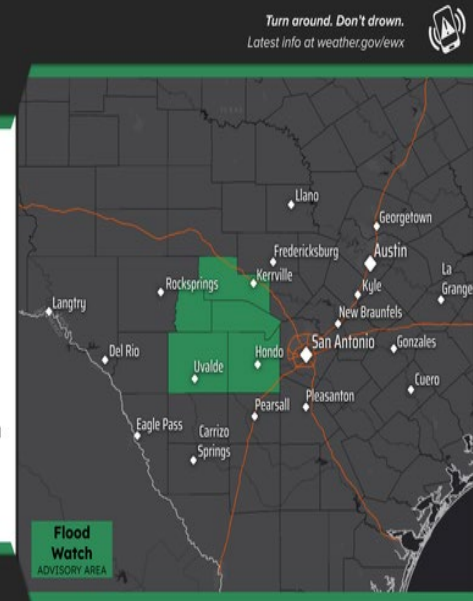 Turn around. Don't drown.
Latest info at weather.gov/ewx
Llano
Georgetown
Austin
Fredericksburg
Kerrville
Rocksprings
Kyle
La
Grange
Langtry
New Braunfels
San Antonio
Gonzales
Del Rio
Hondo
Uvalde
Cuero
Pearsall
Pleasanton
Eagle Pass
Carrizo
Springs
Flood
Watch
ADVISORY AREA